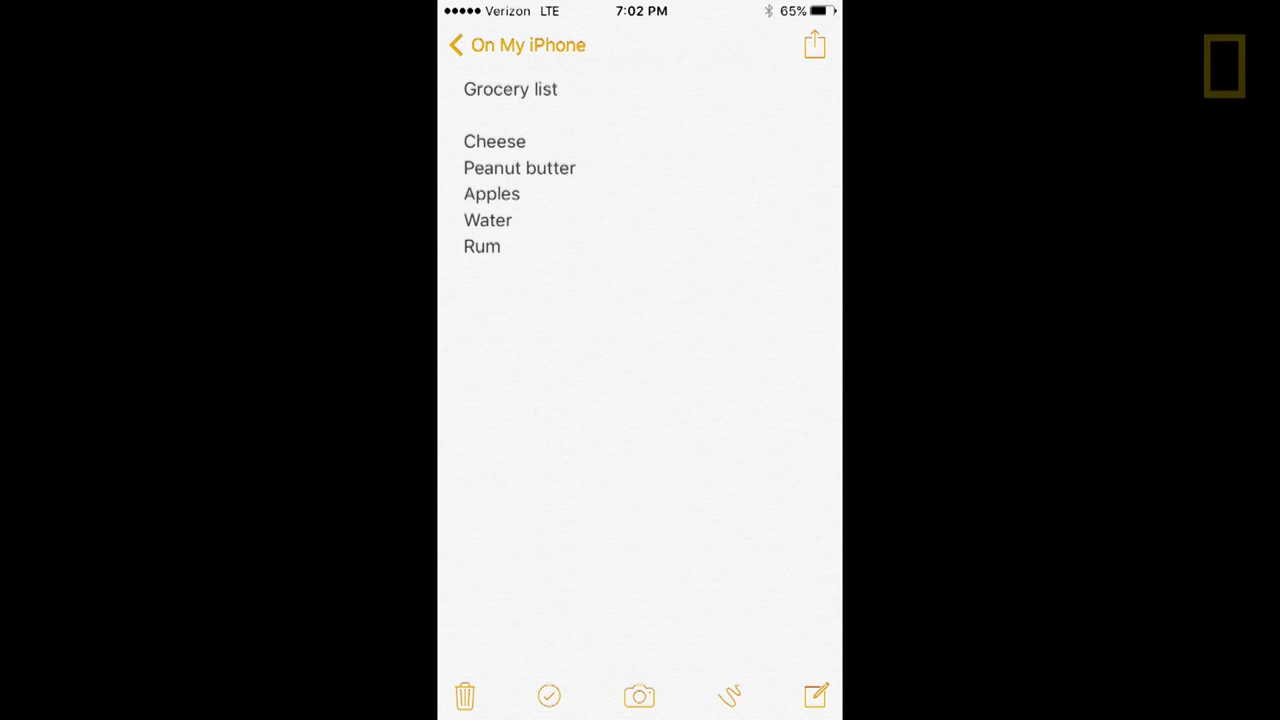 Verizon LTE 7:02 PM 65%
On My iPhone
Grocery list
Cheese
Peanut butter
Apples
Water
Rum